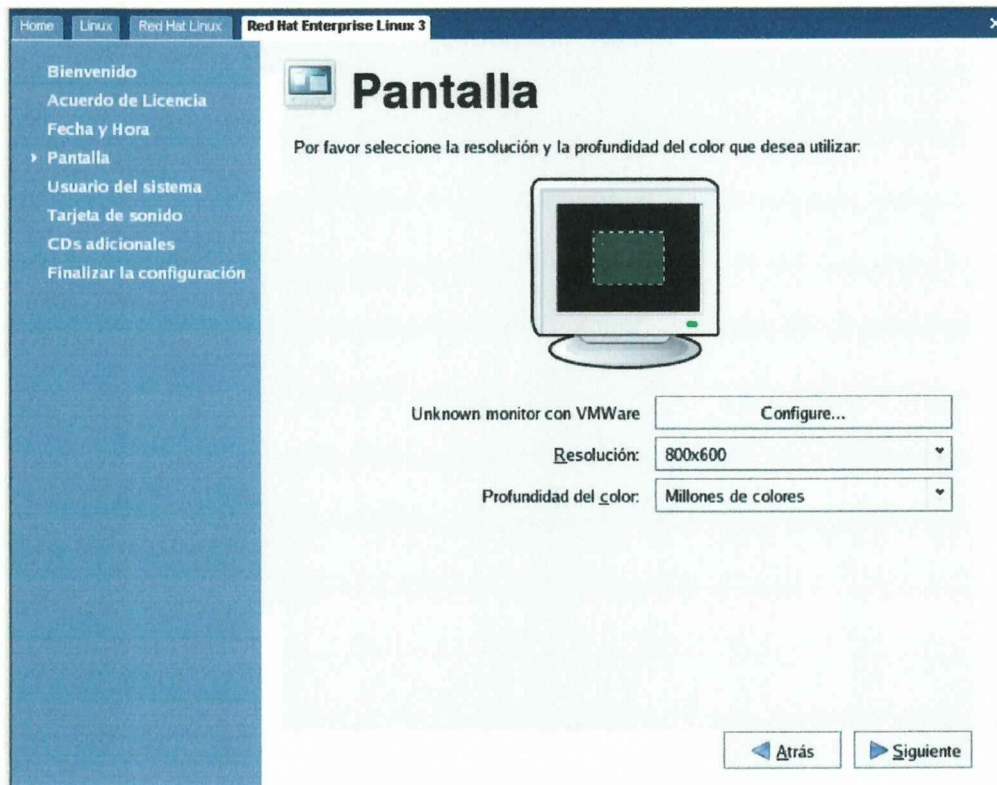 Home Linux Red Hat Linux Red Hat Enterprise Linux 3
Bienvenido
Acuerdo de Licencia
Fecha y Hora
Pantalla
Usuario del sistema
Tarjeta de sonido
CDs adicionales
Finalizar la configuración
Pantalla
Por favor seleccione la resolución y la profundidad del color que desea utilizar:
Unknown monitor con VMWare Configure...
Resolución: 800x600
Profundidad del color: Millones de colores
Atrás Siguiente